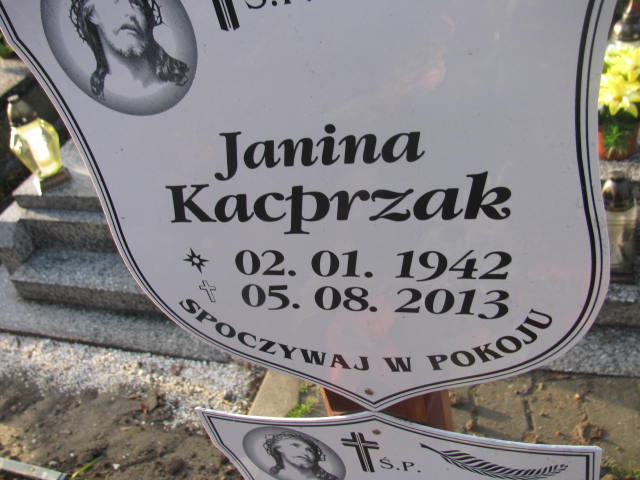 Ś.P.
Janina
Kacprzak
02. 01. 1942
05. 08. 2013
SPOCZYWAJ W POKOJU
Ś.P.